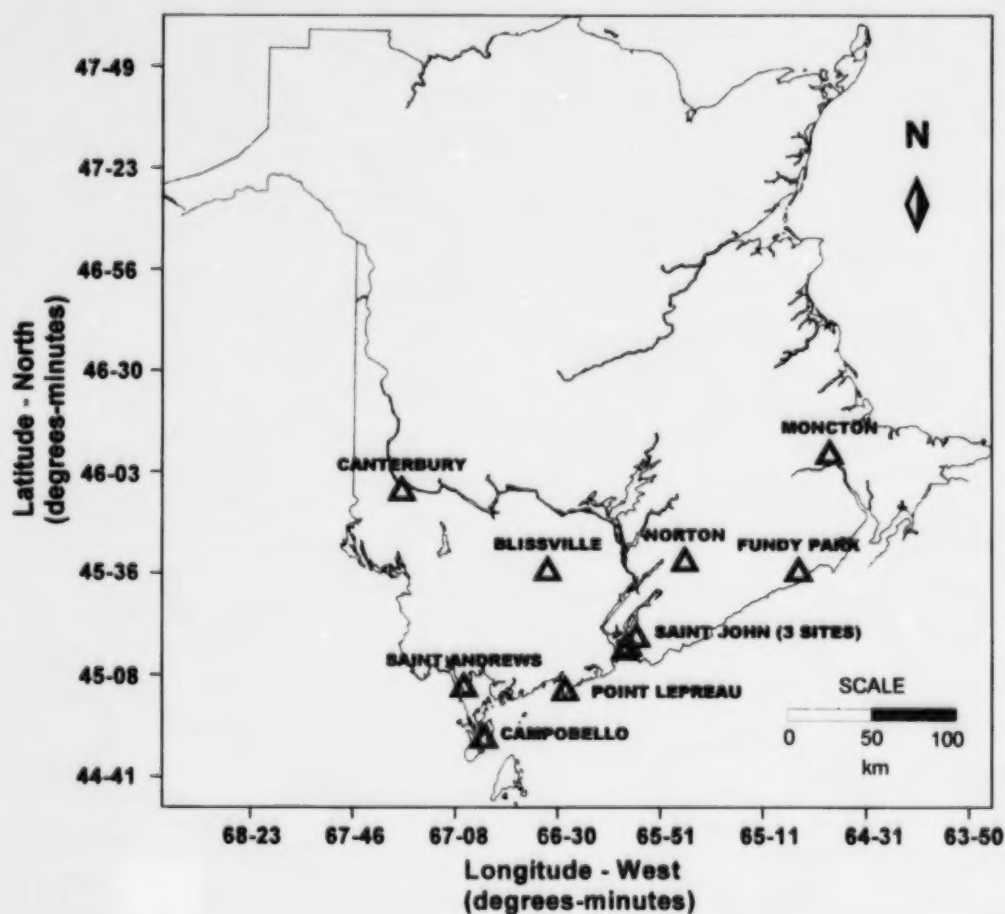 47-49
47-23
46-56
46-30
46-03
45-36
45-08
44-41
Latitude - North
(degrees-minutes)
N
MONCTON
CANTERBURY
BLISSVILLE
NORTON
FUNDY PARK
SAINT JOHN (3 SITES)
SAINT ANDREWS
POINT LEPREAU
CAMPOBELLO
SCALE
0 50 100
km
68-23 67-46 67-08 66-30 65-51 65-11 64-31 63-50
Longitude - West
(degrees-minutes)